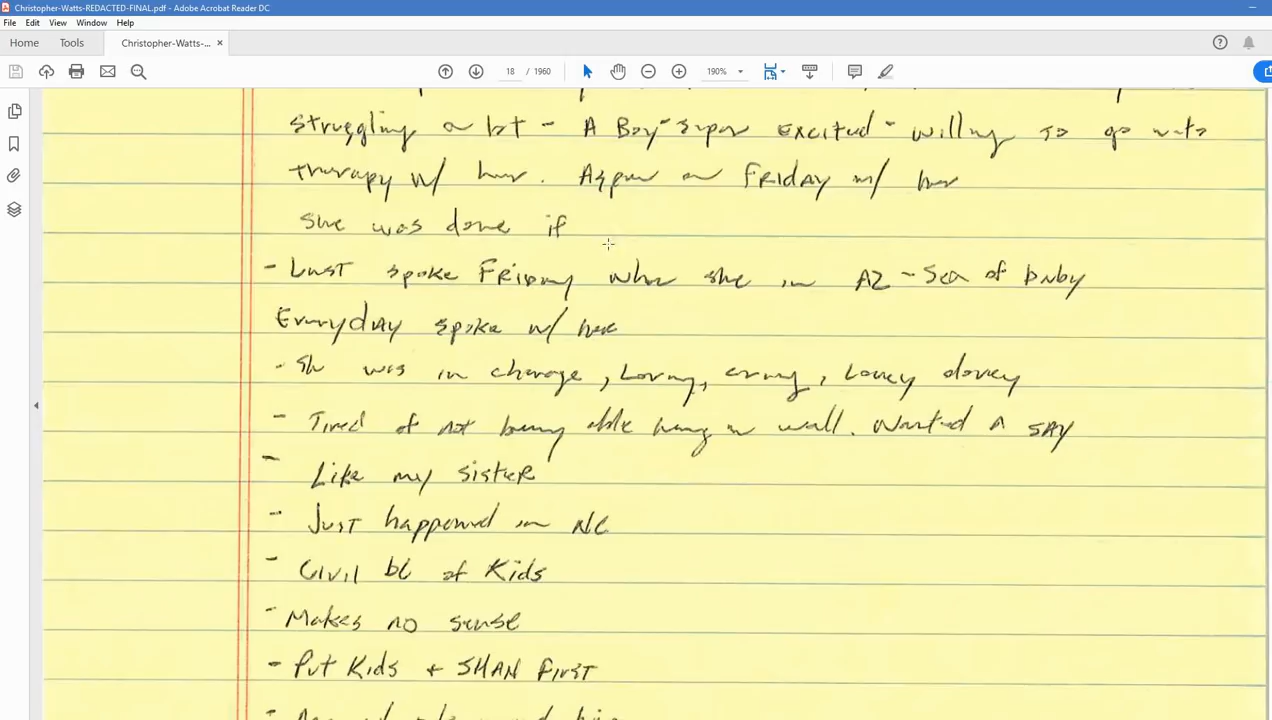 Christopher-Watts-REDACTED-FINAL.pdf - Adobe Acrobat Reader DC
File Edit View Window Help
Home Tools Christopher-Watts-... ×
18 / 1960 190%
struggling a lot - A Boy - super excited - willing to go into
therapy w/ her. Aspen on FRIDAY w/ her
She was done if
- Last spoke Friday when she in AZ - Sex of baby
Everyday spoke w/ her
- She was in charge, Loving, caring, Lovey dovey
- Tired of not being able hang on wall. Wanted A SAY
- Like my sister
- Just happened in NC
- Civil bc of Kids
- Makes no sense
- Put Kids + SHAN First